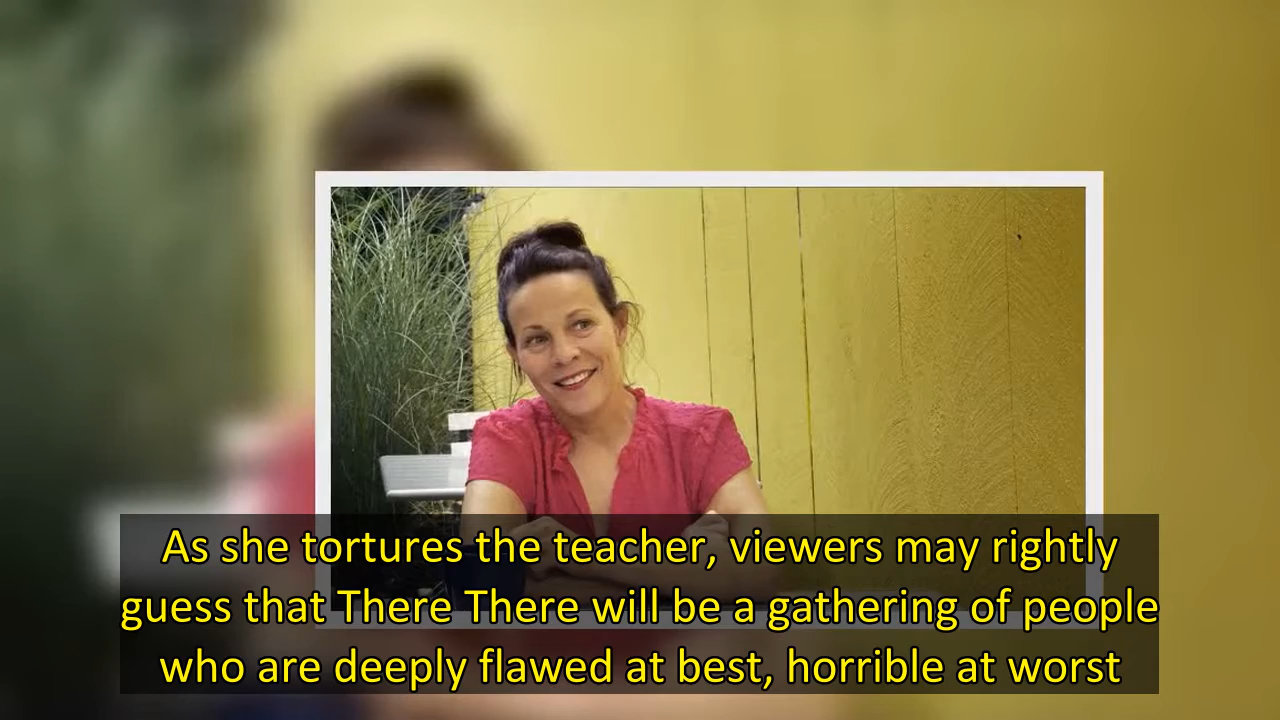 As she tortures the teacher, viewers may rightly
guess that There There will be a gathering of people
who are deeply flawed at best, horrible at worst